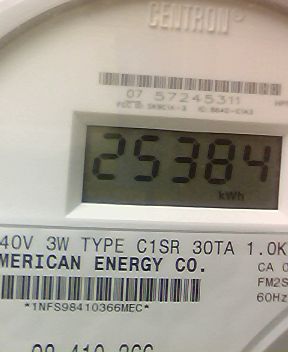 CENTRON®
07 57245311
25384
kWh
40V 3W TYPE C1SR 30TA 1.0K
MERICAN ENERGY CO.
CA 0
FM2S
60Hz
*1NFS98410366MEC*